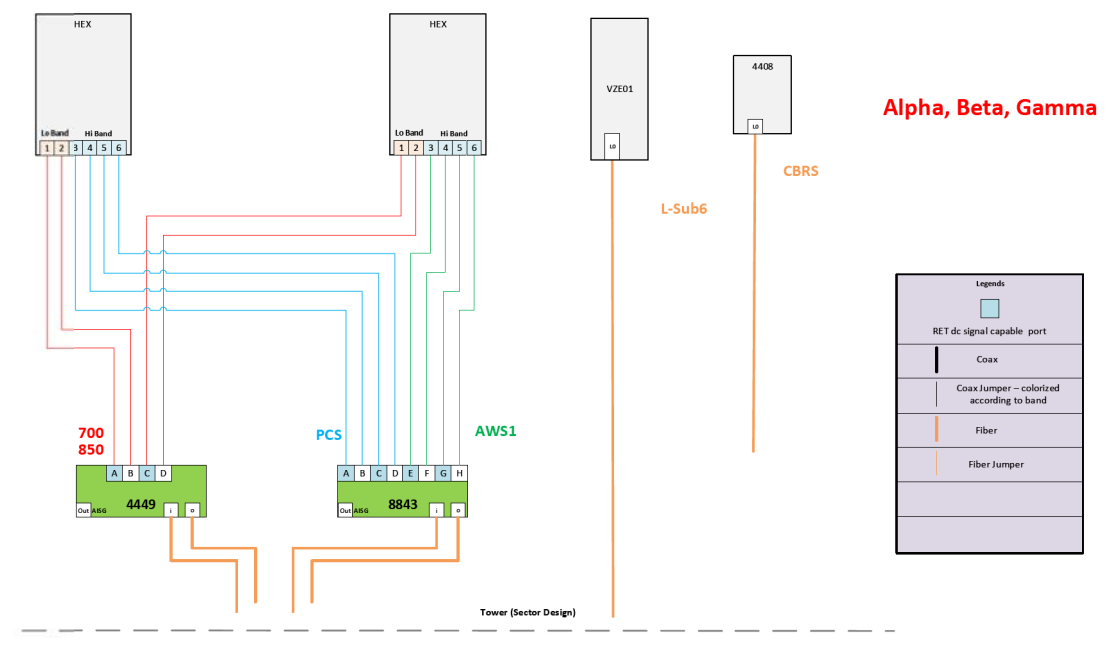 HEX
HEX
VZE01
4408
Alpha, Beta, Gamma
Lo Band Hi Band
1 2 3 4 5 6
Lo Band Hi Band
1 2 3 4 5 6
LO
LO
CBRS
L-Sub6
Legends
RET dc signal capable port
Coax
Coax Jumper – colorized
according to band
Fiber
Fiber Jumper
700
850
PCS
AWS1
A B C D
4449
Out AISG i o
A B C D E F G H
8843
Out AISG i o
Tower (Sector Design)